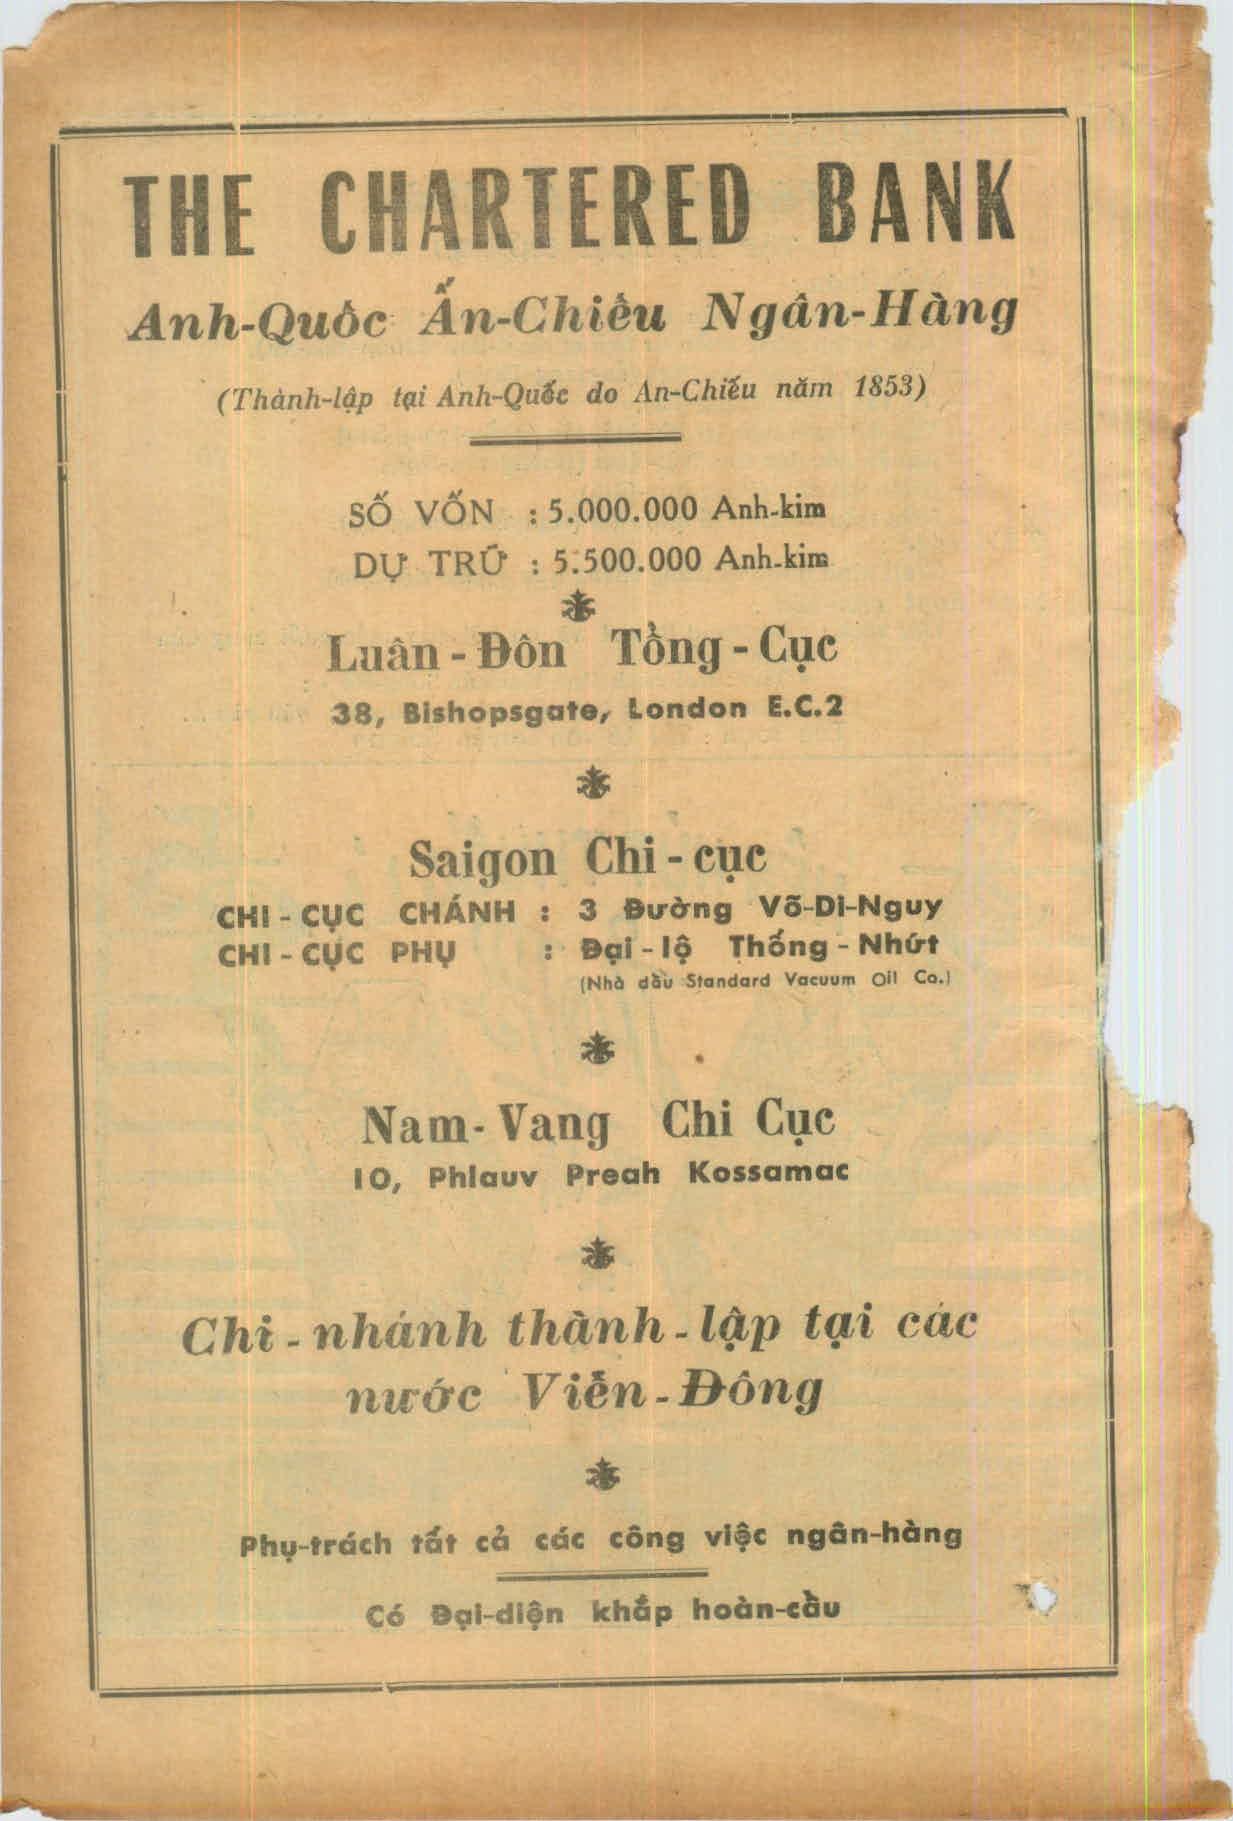 THE CHARTERED BANK
Anh-Quôc Ấn-Chiếu Ngân-Hàng
(Thành-lập tại Anh-Quốc do An-Chiếu năm 1853)
SỐ VỐN : 5.000.000 Anh-kim
DỰ TRỮ : 5.500.000 Anh-kim
Luân - Đôn Tổng - Cục
38, Bishopsgate, London E.C.2
Saigon Chi - cục
CHI - CỤC CHÁNH : 3 Đường Võ-Di-Nguy
CHI - CỤC PHỤ : Đại - lộ Thống - Nhứt
(Nhà dầu Standard Vacuum Oil Co.)
Nam - Vang Chi Cục
10, Phlauv Preah Kossamac
Chi - nhánh thành - lập tại các
nước Viễn - Đông
Phụ-trách tất cả các công việc ngân-hàng
Có Đại-diện khắp hoàn-cầu